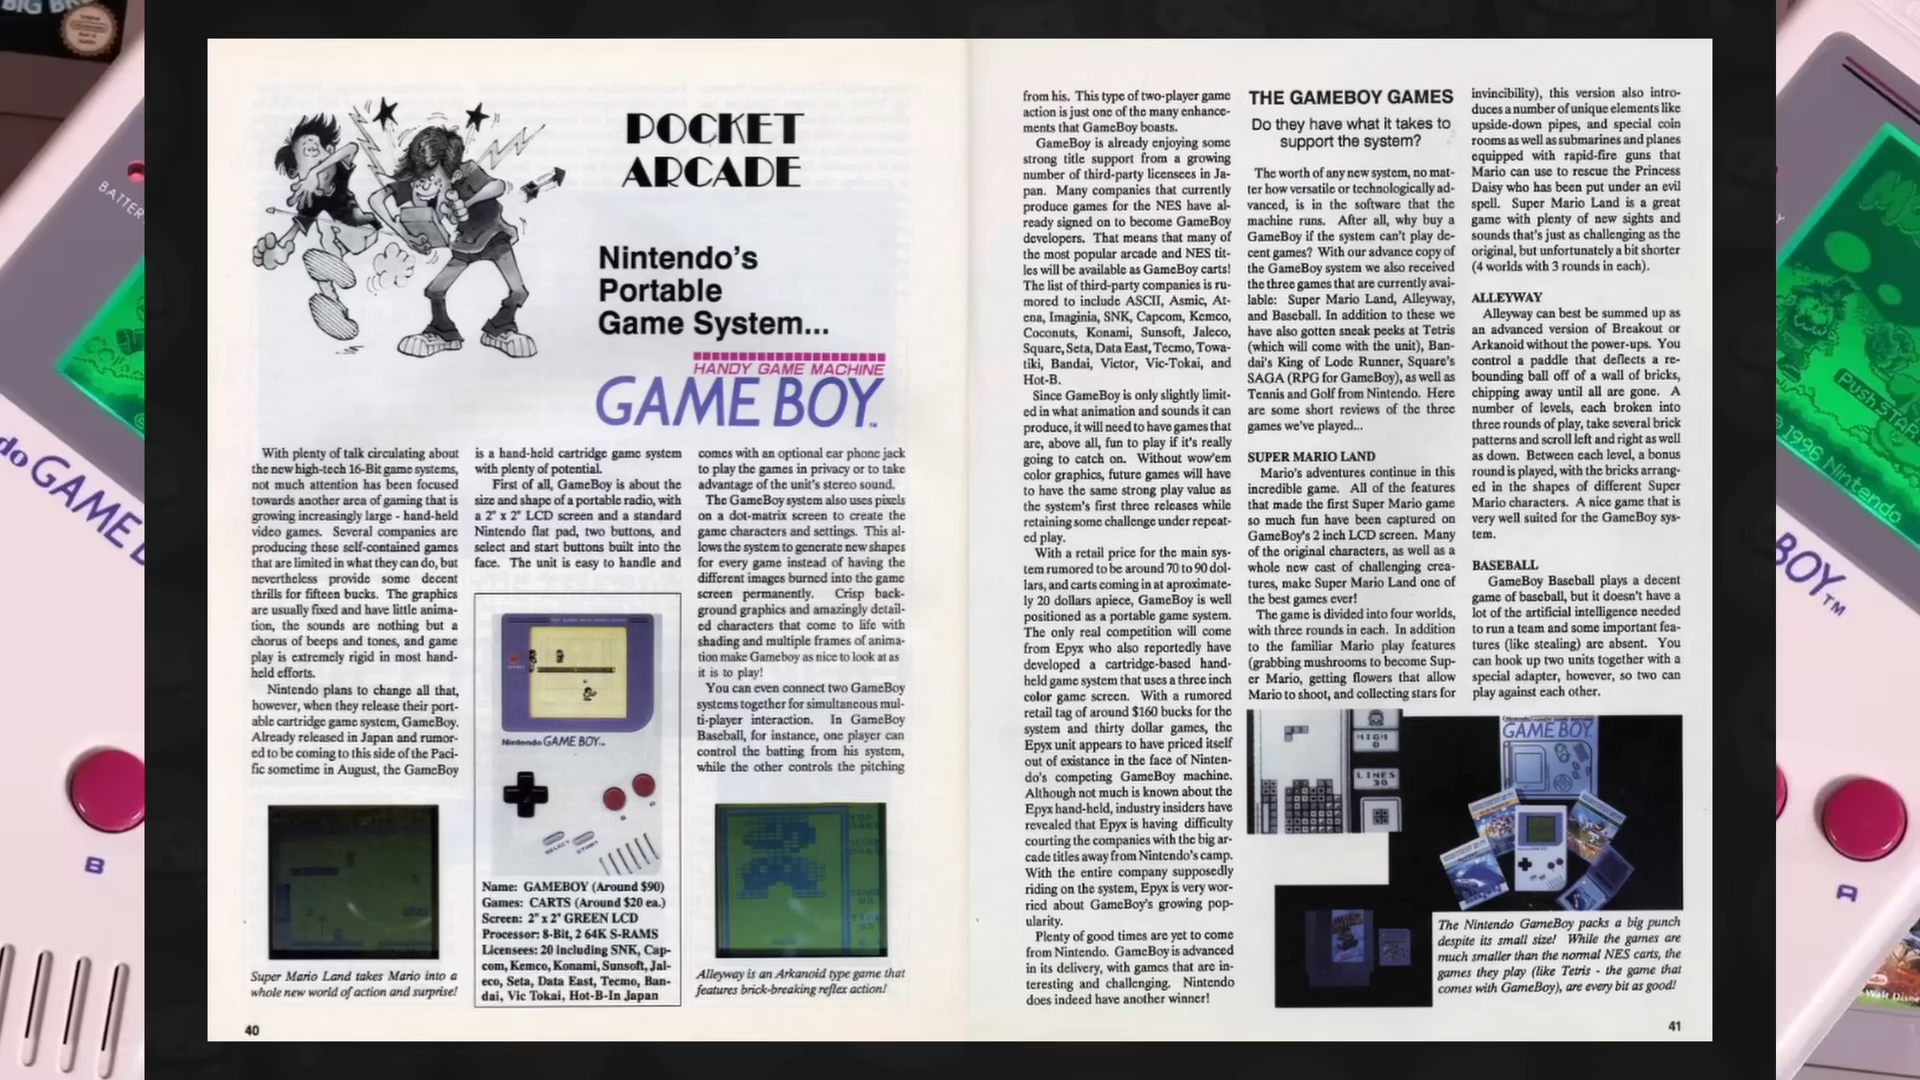 POCKET
ARCADE
Nintendo's
Portable
Game System...
HANDY GAME MACHINE
GAME BOY™
With plenty of talk circulating about
the new high-tech 16-Bit game systems,
not much attention has been focused
towards another area of gaming that is
growing increasingly large - hand-held
video games. Several companies are
producing these self-contained games
that are limited in what they can do, but
nevertheless provide some decent
thrills for fifteen bucks. The graphics
are usually fixed and have little anima-
tion, the sounds are nothing but a
chorus of beeps and tones, and game
play is extremely rigid in most hand-
held efforts.
Nintendo plans to change all that,
however, when they release their port-
able cartridge game system, GameBoy.
Already released in Japan and rumor-
ed to be coming to this side of the Paci-
fic sometime in August, the GameBoy
is a hand-held cartridge game system
with plenty of potential.
First of all, GameBoy is about the
size and shape of a portable radio, with
a 2" x 2" LCD screen and a standard
Nintendo flat pad, two buttons, and
select and start buttons built into the
face. The unit is easy to handle and
Nintendo GAME BOY™
B
A
SELECT
START
Name: GAMEBOY (Around $90)
Games: CARTS (Around $20 ea.)
Screen: 2" x 2" GREEN LCD
Processor: 8-Bit, 2 64K S-RAMS
Licensees: 20 including SNK, Cap-
com, Kemco, Konami, Sunsoft, Jal-
eco, Seta, Data East, Tecmo, Ban-
dai, Vic Tokai, Hot-B-In Japan
comes with an optional ear phone jack
to play the games in privacy or to take
advantage of the unit's stereo sound.
The GameBoy system also uses pixels
on a dot-matrix screen to create the
game characters and settings. This al-
lows the system to generate new shapes
for every game instead of having the
different images burned into the game
screen permanently. Crisp back-
ground graphics and amazingly detail-
ed characters that come to life with
shading and multiple frames of anima-
tion make Gameboy as nice to look at as
it is to play!
You can even connect two GameBoy
systems together for simultaneous mul-
ti-player interaction. In GameBoy
Baseball, for instance, one player can
control the batting from his system,
while the other controls the pitching
Super Mario Land takes Mario into a
whole new world of action and surprise!
Alleyway is an Arkanoid type game that
features brick-breaking reflex action!
40
from his. This type of two-player game
action is just one of the many enhance-
ments that GameBoy boasts.
GameBoy is already enjoying some
strong title support from a growing
number of third-party licensees in Ja-
pan. Many companies that currently
produce games for the NES have al-
ready signed on to become GameBoy
developers. That means that many of
the most popular arcade and NES tit-
les will be available as GameBoy carts!
The list of third-party companies is ru-
mored to include ASCII, Asmic, At-
ena, Imaginia, SNK, Capcom, Kemco,
Coconuts, Konami, Sunsoft, Jaleco,
Square, Seta, Data East, Tecmo, Towa-
tiki, Bandai, Victor, Vic-Tokai, and
Hot-B.
Since GameBoy is only slightly limit-
ed in what animation and sounds it can
produce, it will need to have games that
are, above all, fun to play if it's really
going to catch on. Without wow'em
color graphics, future games will have
to have the same strong play value as
the system's first three releases while
retaining some challenge under repeat-
ed play.
With a retail price for the main sys-
tem rumored to be around 70 to 90 dol-
lars, and carts coming in at aproximate-
ly 20 dollars apiece, GameBoy is well
positioned as a portable game system.
The only real competition will come
from Epyx who also reportedly have
developed a cartridge-based hand-
held game system that uses a three inch
color game screen. With a rumored
retail tag of around $160 bucks for the
system and thirty dollar games, the
Epyx unit appears to have priced itself
out of existance in the face of Ninten-
do's competing GameBoy machine.
Although not much is known about the
Epyx hand-held, industry insiders have
revealed that Epyx is having difficulty
courting the companies with the big ar-
cade titles away from Nintendo's camp.
With the entire company supposedly
riding on the system, Epyx is very wor-
ried about GameBoy's growing pop-
ularity.
Plenty of good times are yet to come
from Nintendo. GameBoy is advanced
in its delivery, with games that are in-
teresting and challenging. Nintendo
does indeed have another winner!
THE GAMEBOY GAMES
Do they have what it takes to
support the system?
The worth of any new system, no mat-
ter how versatile or technologically ad-
vanced, is in the software that the
machine runs. After all, why buy a
GameBoy if the system can't play de-
cent games? With our advance copy of
the GameBoy system we also received
the three games that are currently avai-
lable: Super Mario Land, Alleyway,
and Baseball. In addition to these we
have also gotten sneak peeks at Tetris
(which will come with the unit), Ban-
dai's King of Lode Runner, Square's
SAGA (RPG for GameBoy), as well as
Tennis and Golf from Nintendo. Here
are some short reviews of the three
games we've played...
SUPER MARIO LAND
Mario's adventures continue in this
incredible game. All of the features
that made the first Super Mario game
so much fun have been captured on
GameBoy's 2 inch LCD screen. Many
of the original characters, as well as a
whole new cast of challenging crea-
tures, make Super Mario Land one of
the best games ever!
The game is divided into four worlds,
with three rounds in each. In addition
to the familiar Mario play features
(grabbing mushrooms to become Sup-
er Mario, getting flowers that allow
Mario to shoot, and collecting stars for
invincibility), this version also intro-
duces a number of unique elements like
upside-down pipes, and special coin
rooms as well as submarines and planes
equipped with rapid-fire guns that
Mario can use to rescue the Princess
Daisy who has been put under an evil
spell. Super Mario Land is a great
game with plenty of new sights and
sounds that's just as challenging as the
original, but unfortunately a bit shorter
(4 worlds with 3 rounds in each).
ALLEYWAY
Alleyway can best be summed up as
an advanced version of Breakout or
Arkanoid without the power-ups. You
control a paddle that deflects a re-
bounding ball off of a wall of bricks,
chipping away until all are gone. A
number of levels, each broken into
three rounds of play, take several brick
patterns and scroll left and right as well
as down. Between each level, a bonus
round is played, with the bricks arrang-
ed in the shapes of different Super
Mario characters. A nice game that is
very well suited for the GameBoy sys-
tem.
BASEBALL
GameBoy Baseball plays a decent
game of baseball, but it doesn't have a
lot of the artificial intelligence needed
to run a team and some important fea-
tures (like stealing) are absent. You
can hook up two units together with a
special adapter, however, so two can
play against each other.
HIGH
0
LINES
30
GAME BOY
The Nintendo GameBoy packs a big punch
despite its small size! While the games are
much smaller than the normal NES carts, the
games they play (like Tetris - the game that
comes with GameBoy), are every bit as good!
41
BATTER
do GAME B
B
Push START
©1996 Nintendo
BOY™
A
Walt Disne